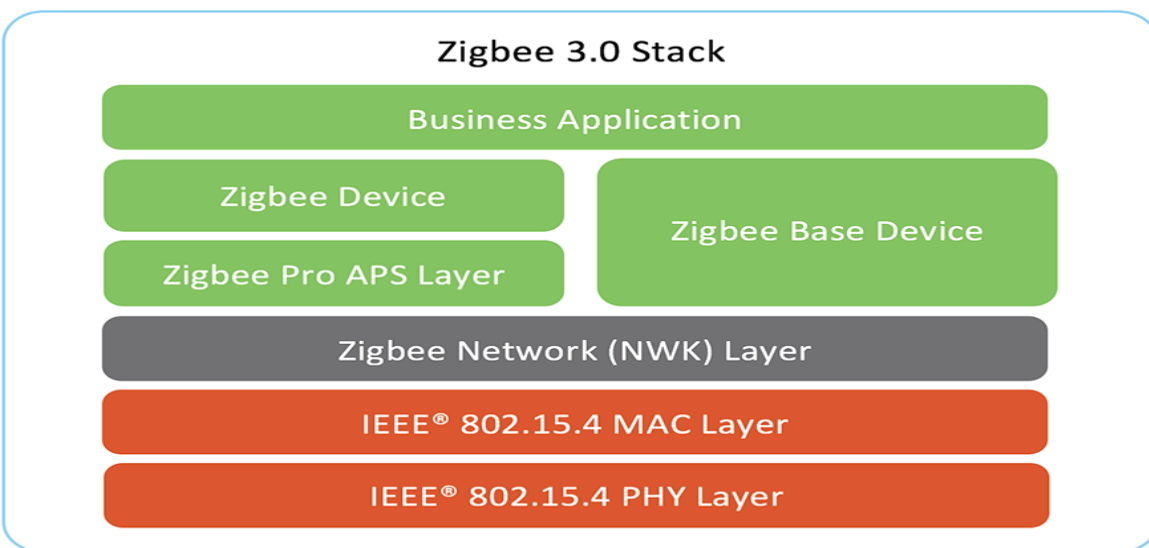 Zigbee 3.0 Stack
Business Application
Zigbee Device
Zigbee Base Device
Zigbee Pro APS Layer
Zigbee Network (NWK) Layer
IEEE® 802.15.4 MAC Layer
IEEE® 802.15.4 PHY Layer